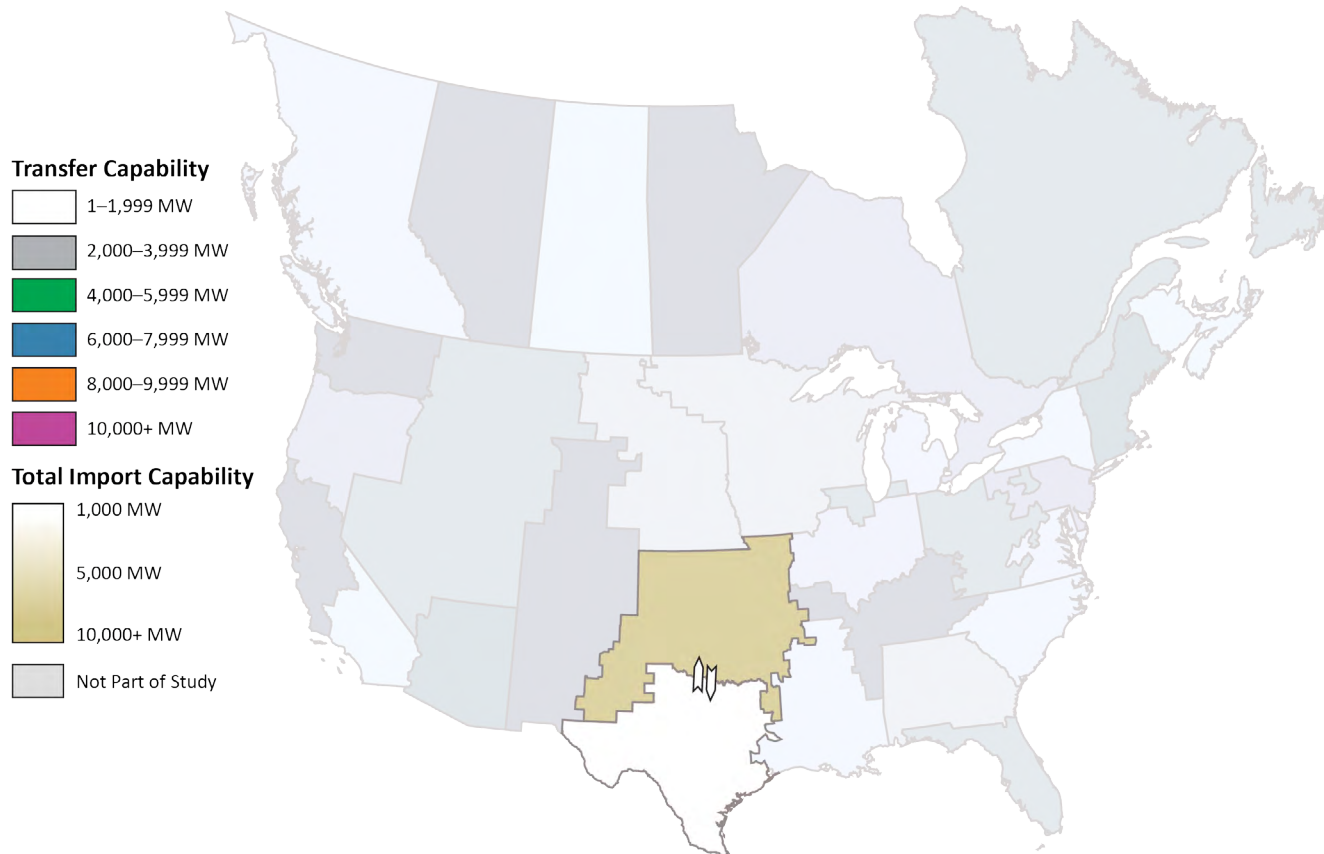 Transfer Capability
1–1,999 MW
2,000–3,999 MW
4,000–5,999 MW
6,000–7,999 MW
8,000–9,999 MW
10,000+ MW
Total Import Capability
1,000 MW
5,000 MW
10,000+ MW
Not Part of Study